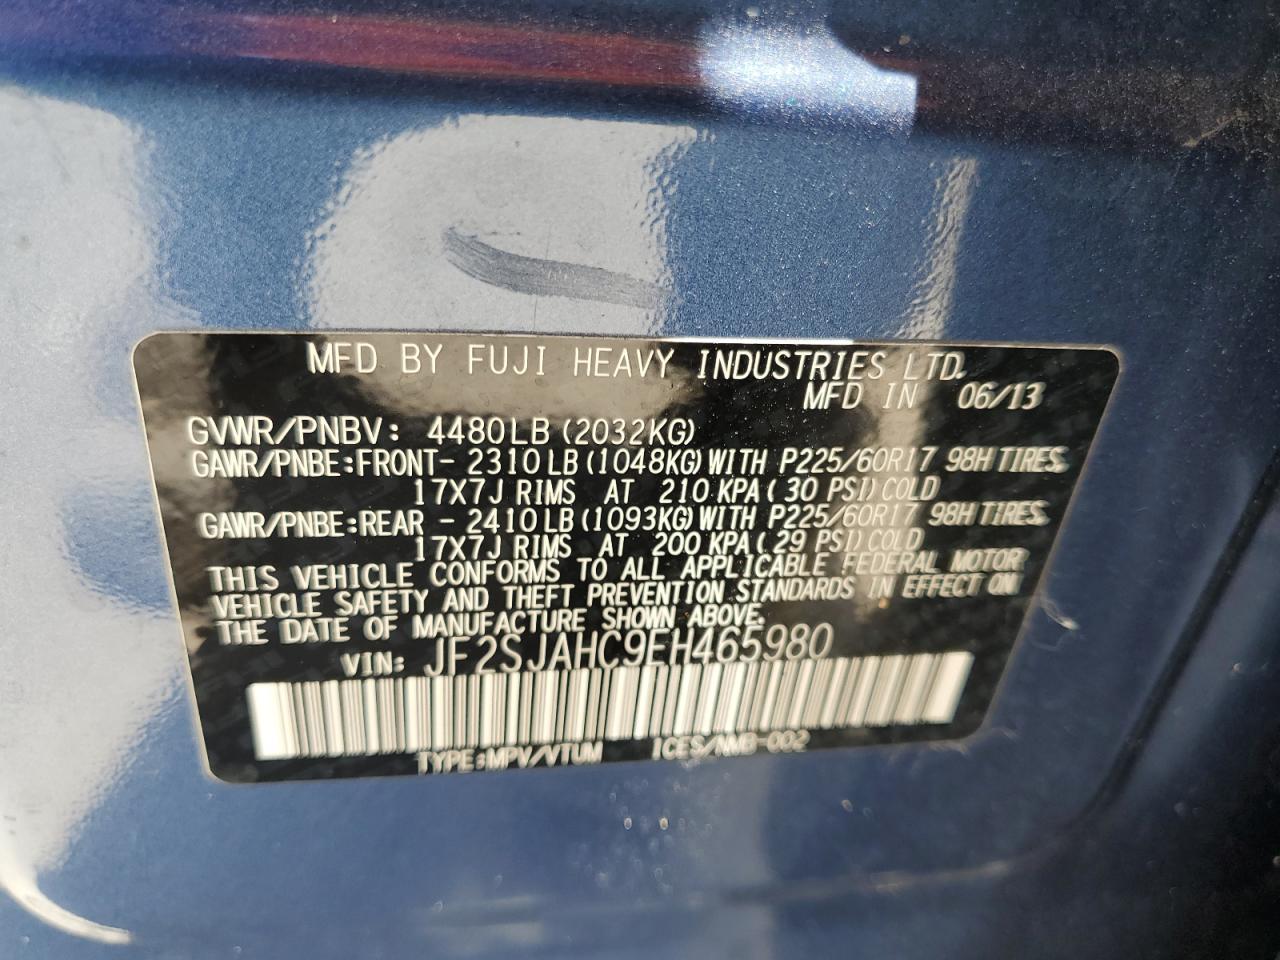 MFD BY FUJI HEAVY INDUSTRIES LTD.
MFD IN 06/13
GVWR/PNBV: 4480LB (2032KG)
GAWR/PNBE:FRONT- 2310LB(1048KG)WITH P225/60R17 98H TIRES.
17X7J RIMS AT 210 KPA(30 PSI)COLD
GAWR/PNBE:REAR - 2410LB(1093KG)WITH P225/60R17 98H TIRES.
17X7J RIMS AT 200 KPA(29 PSI)COLD
THIS VEHICLE CONFORMS TO ALL APPLICABLE FEDERAL MOTOR
VEHICLE SAFETY AND THEFT PREVENTION STANDARDS IN EFFECT ON
THE DATE OF MANUFACTURE SHOWN ABOVE.
VIN: JF2SJAHC9EH465980
TYPE:MPV/VTUM ICES/NMB-002